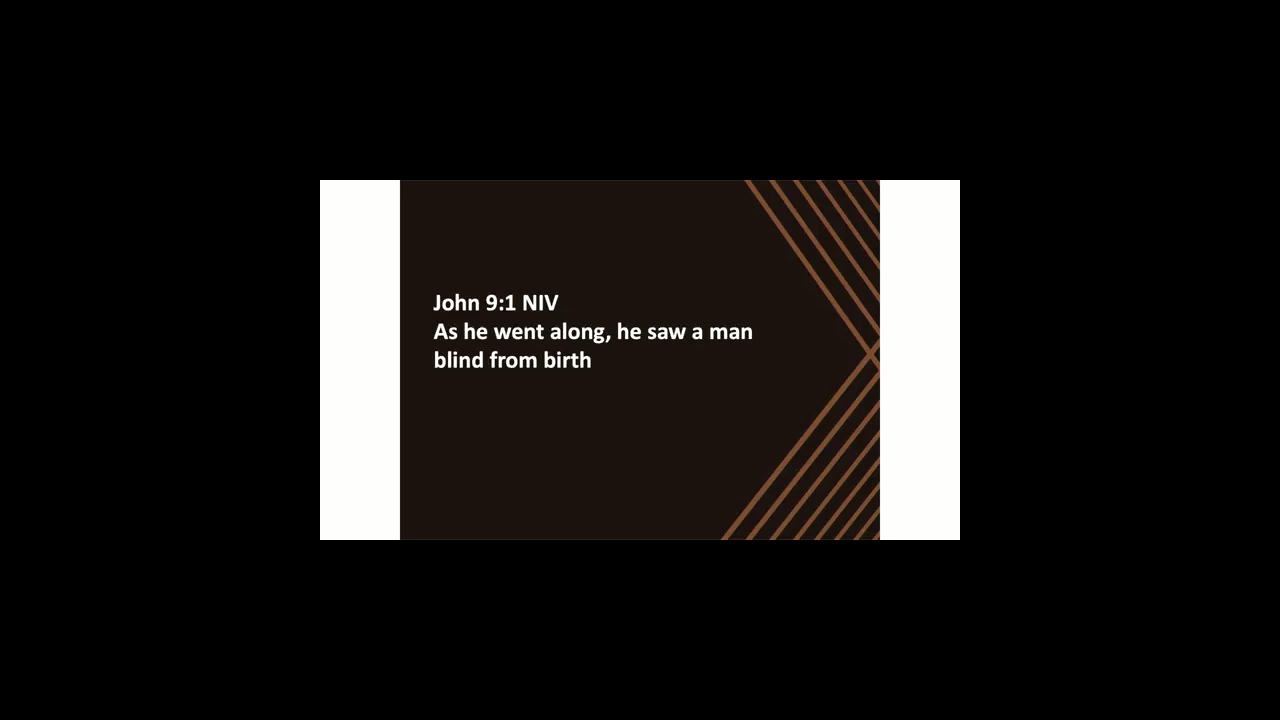 John 9:1 NIV
As he went along, he saw a man
blind from birth